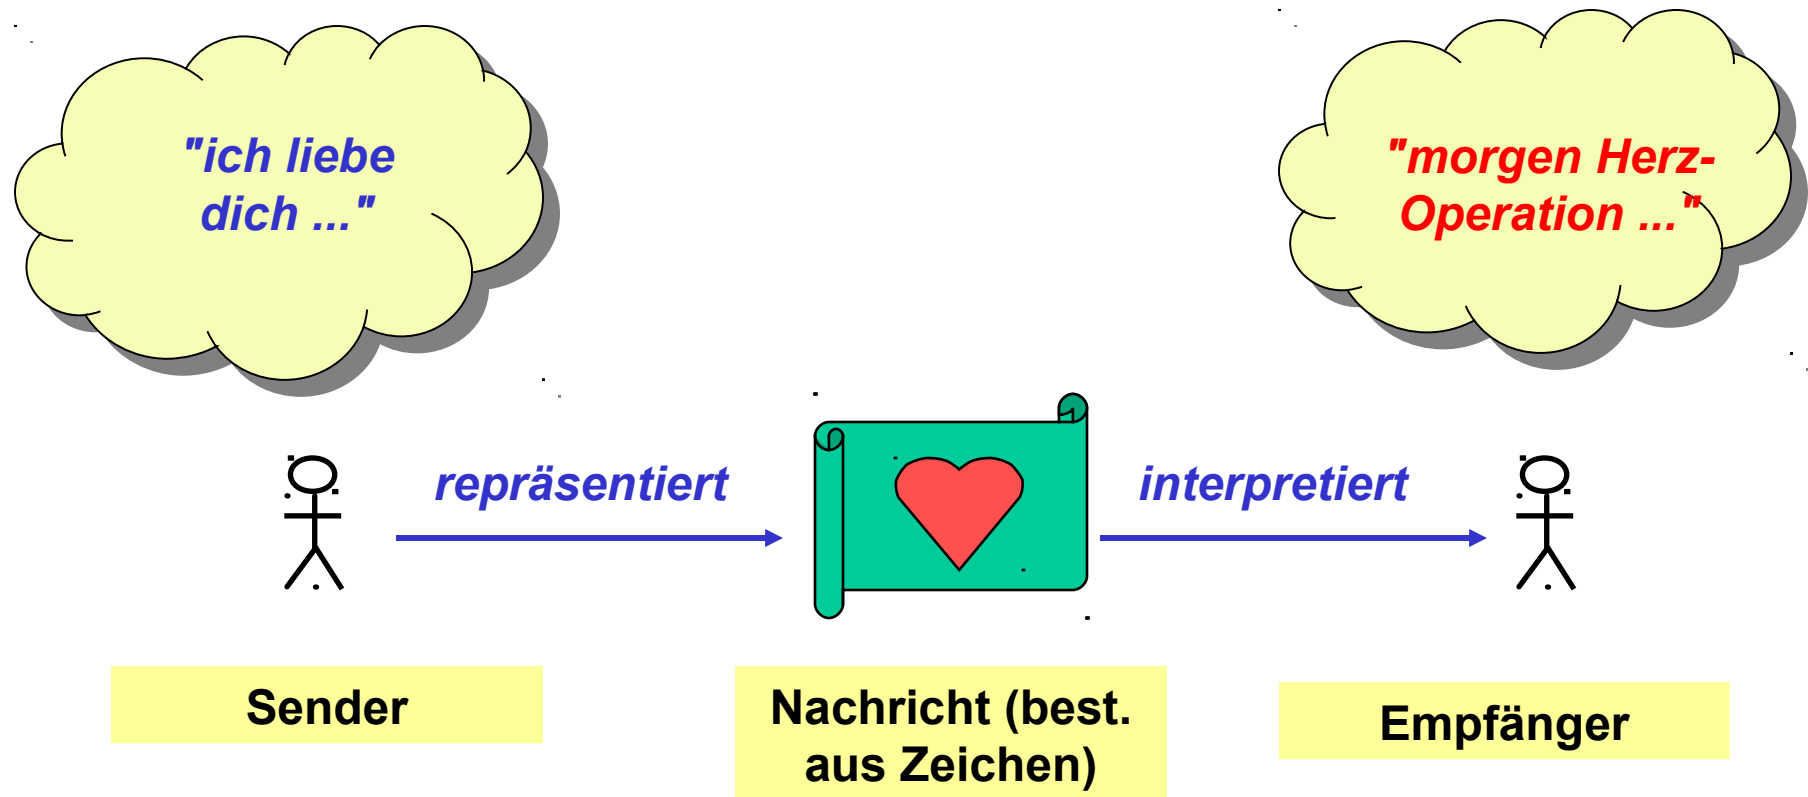 "ich liebe
dich ..."
"morgen Herz-
Operation ..."
repräsentiert
interpretiert
Sender
Nachricht (best.
aus Zeichen)
Empfänger